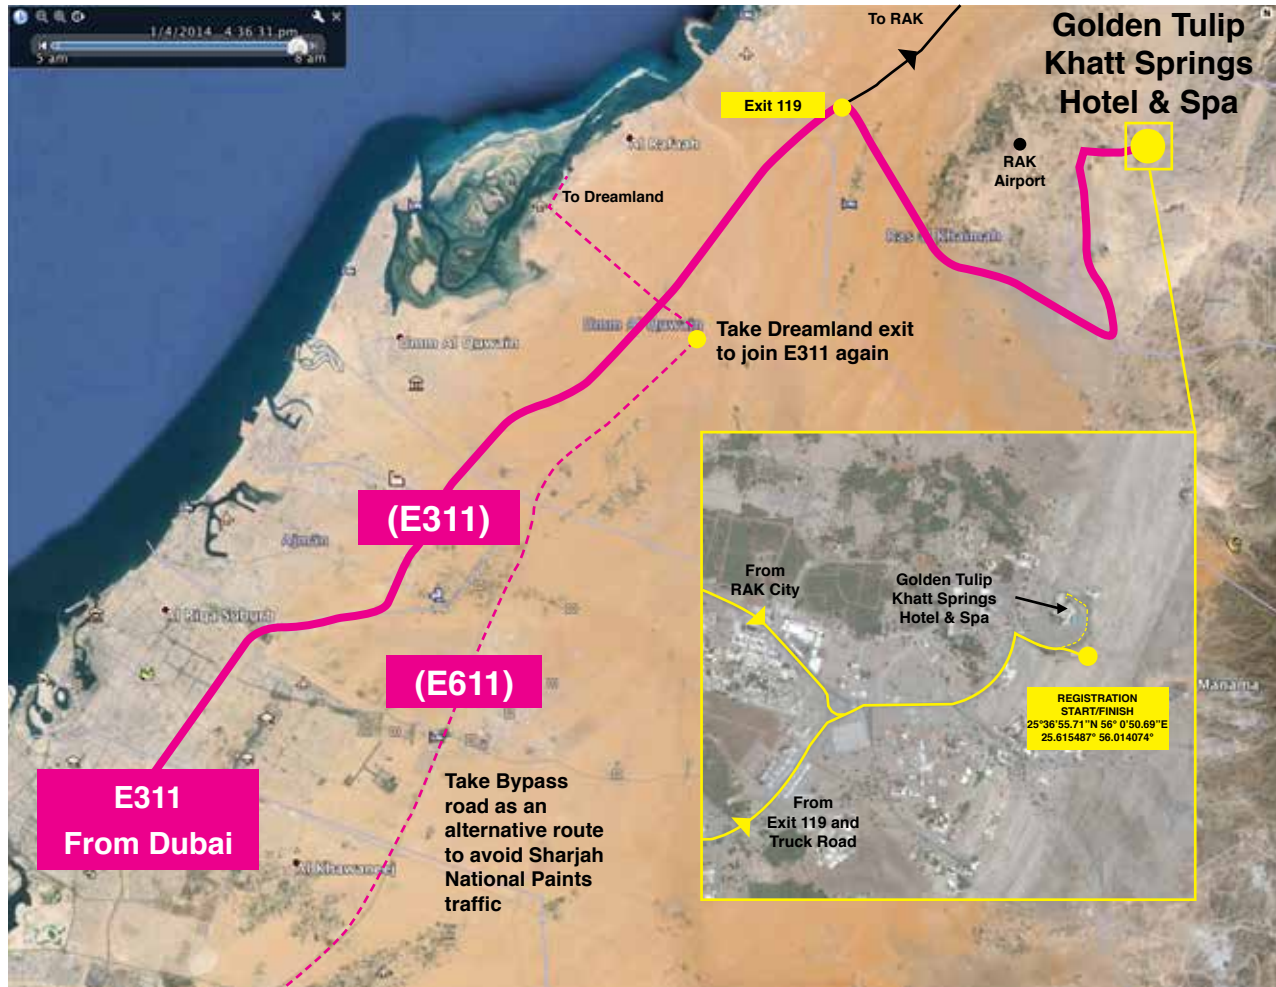 1/4/2014 4:36:31 pm
5 am
8 am
N
To RAK
Golden Tulip
Khatt Springs
Hotel & Spa
Exit 119
Al Rafaah
RAK
Airport
To Dreamland
Ras al Khaimah
Umm Al Quwain
Take Dreamland exit
to join E311 again
Umm Al Quwain
(E311)
Ajman
From
RAK City
Golden Tulip
Khatt Springs
Hotel & Spa
Al Riqa Suburb
(E611)
Manama
REGISTRATION
START/FINISH
25°36'55.71"N 56° 0'50.69"E
25.615487° 56.014074°
E311
From Dubai
Take Bypass
road as an
alternative route
to avoid Sharjah
National Paints
traffic
From
Exit 119 and
Truck Road
Al Khawaneej